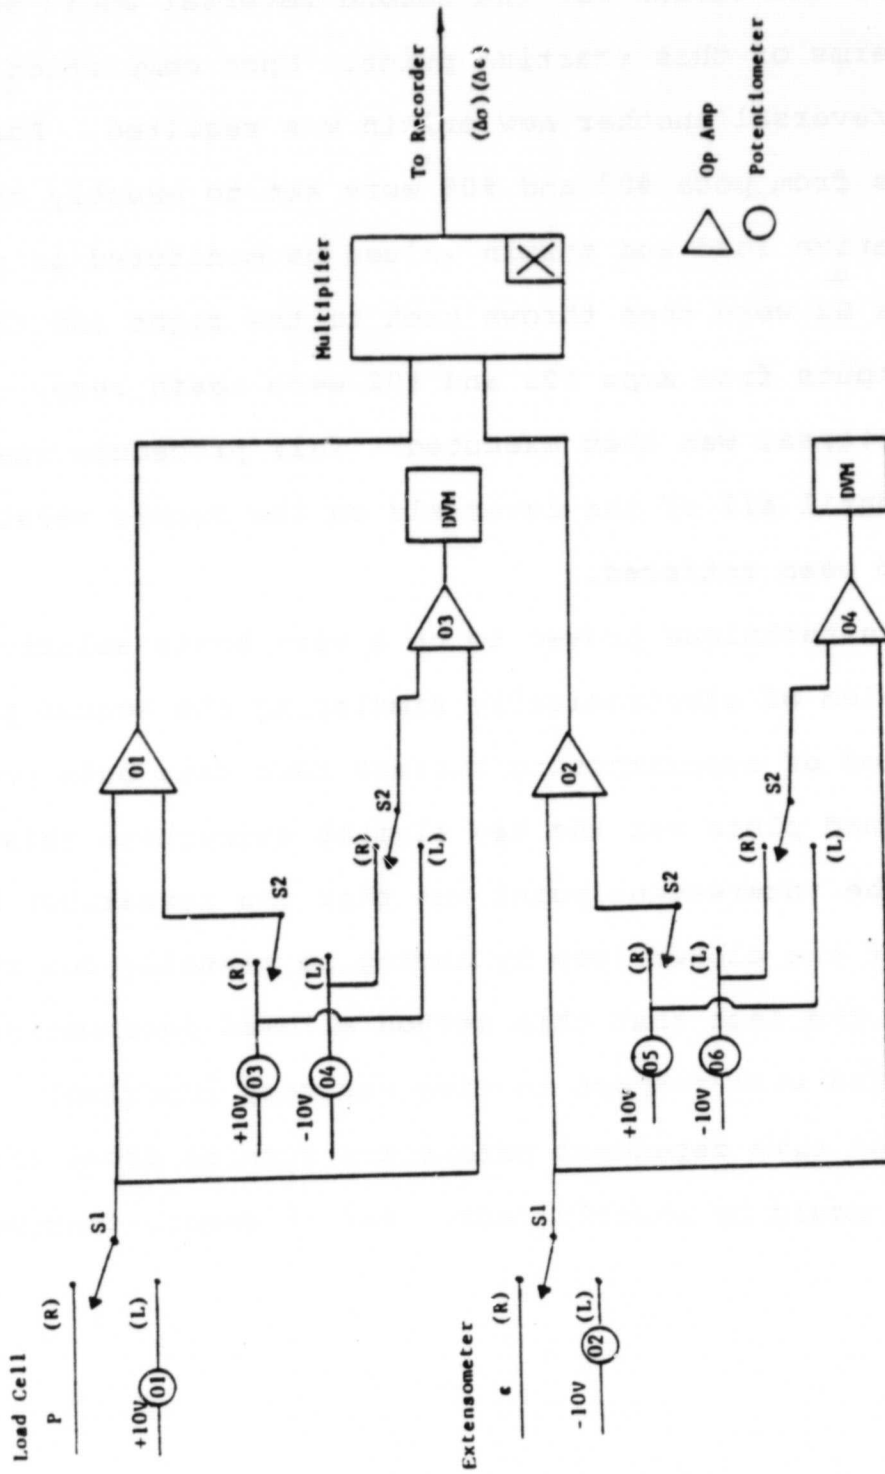 Load Cell
P
(R)
+10V
01
(L)
S1
+10V
03
(R)
-10V
04
(L)
S2
01
(R)
(L)
S2
03
DVM
Multiplier
To Recorder
(Δσ)(Δϵ)
Extensometer
ϵ
(R)
-10V
02
(L)
S1
+10V
05
(R)
-10V
06
(L)
S2
02
(R)
(L)
S2
04
DVM
Op Amp
Potentiometer